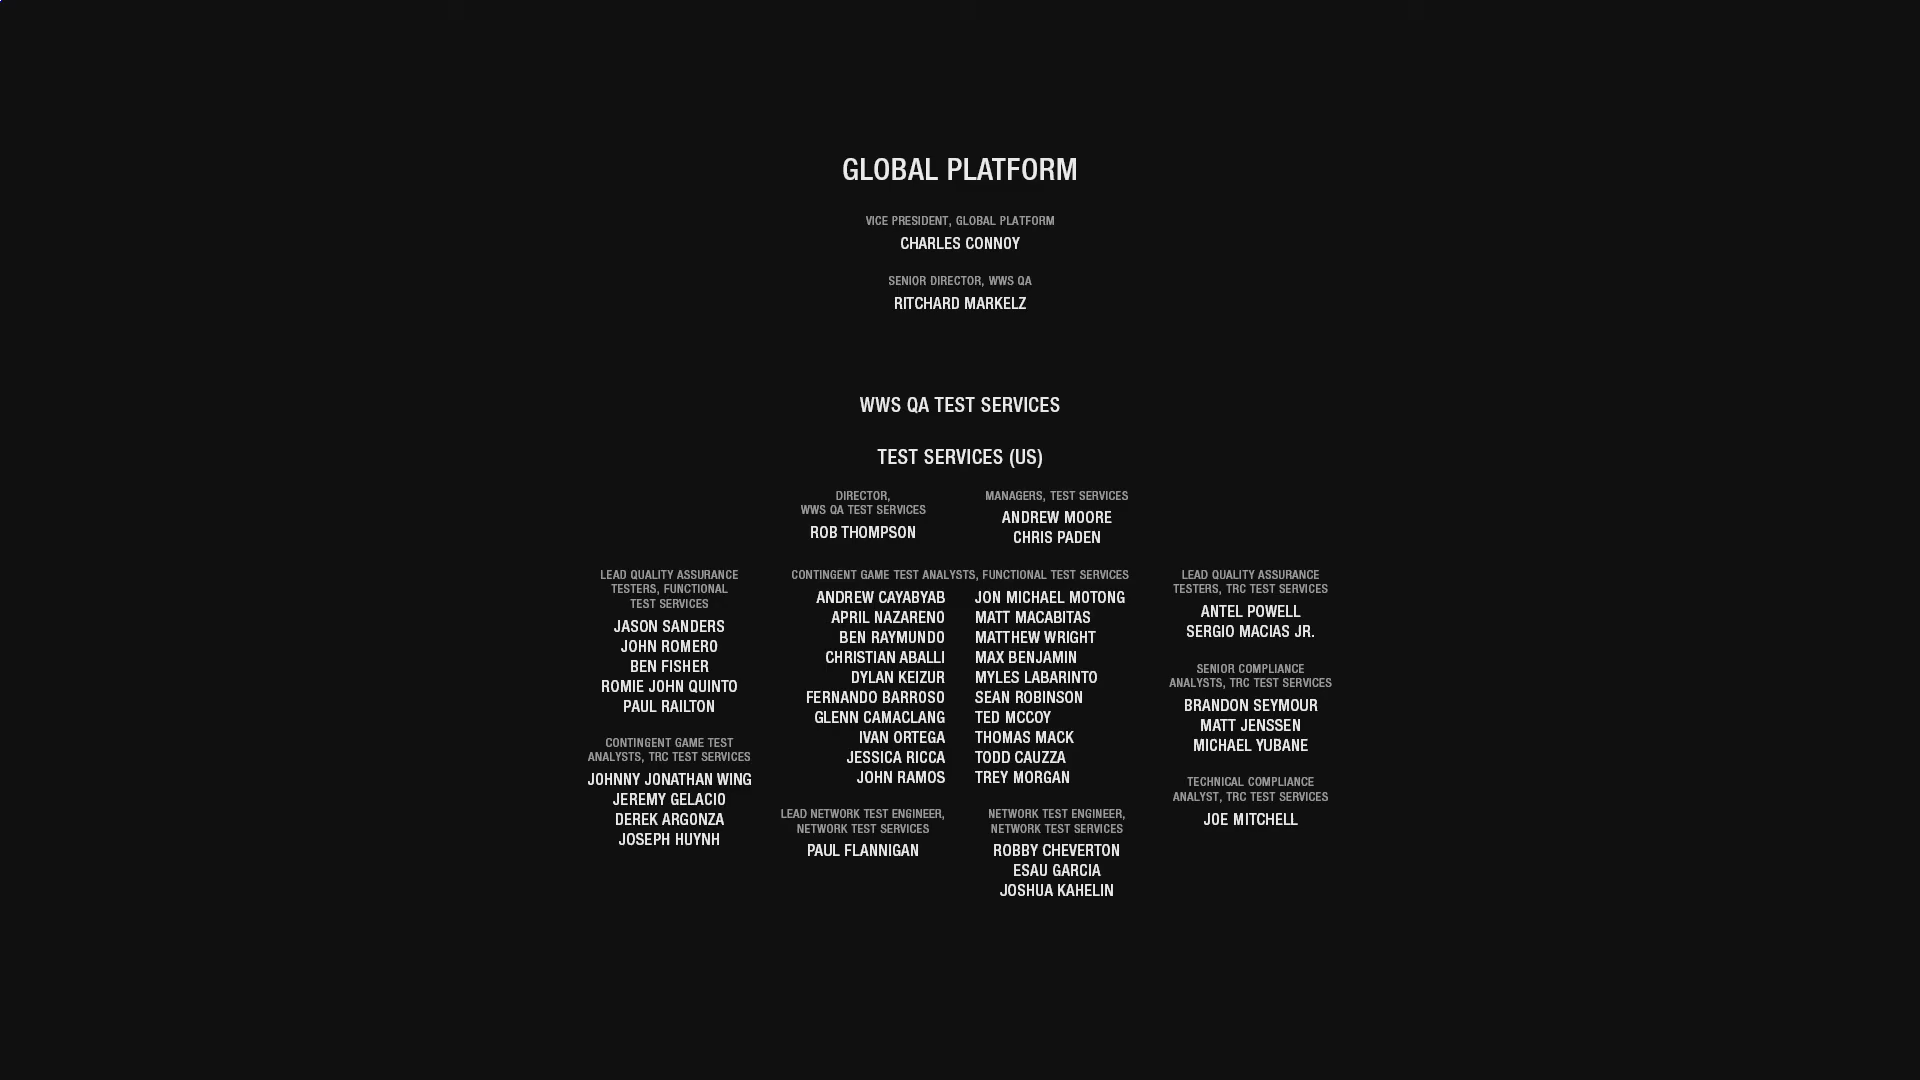 GLOBAL PLATFORM
VICE PRESIDENT, GLOBAL PLATFORM
CHARLES CONNOY
SENIOR DIRECTOR, WWS QA
RITCHARD MARKELZ
WWS QA TEST SERVICES
TEST SERVICES (US)
DIRECTOR,
WWS QA TEST SERVICES
ROB THOMPSON
MANAGERS, TEST SERVICES
ANDREW MOORE
CHRIS PADEN
LEAD QUALITY ASSURANCE
TESTERS, FUNCTIONAL
TEST SERVICES
JASON SANDERS
JOHN ROMERO
BEN FISHER
ROMIE JOHN QUINTO
PAUL RAILTON
CONTINGENT GAME TEST
ANALYSTS, TRC TEST SERVICES
JOHNNY JONATHAN WING
JEREMY GELACIO
DEREK ARGONZA
JOSEPH HUYNH
CONTINGENT GAME TEST ANALYSTS, FUNCTIONAL TEST SERVICES
ANDREW CAYABYAB
APRIL NAZARENO
BEN RAYMUNDO
CHRISTIAN ABALLI
DYLAN KEIZUR
FERNANDO BARROSO
GLENN CAMACLANG
IVAN ORTEGA
JESSICA RICCA
JOHN RAMOS
JON MICHAEL MOTONG
MATT MACABITAS
MATTHEW WRIGHT
MAX BENJAMIN
MYLES LABARINTO
SEAN ROBINSON
TED MCCOY
THOMAS MACK
TODD CAUZZA
TREY MORGAN
LEAD NETWORK TEST ENGINEER,
NETWORK TEST SERVICES
PAUL FLANNIGAN
NETWORK TEST ENGINEER,
NETWORK TEST SERVICES
ROBBY CHEVERTON
ESAU GARCIA
JOSHUA KAHELIN
LEAD QUALITY ASSURANCE
TESTERS, TRC TEST SERVICES
ANTEL POWELL
SERGIO MACIAS JR.
SENIOR COMPLIANCE
ANALYSTS, TRC TEST SERVICES
BRANDON SEYMOUR
MATT JENSSEN
MICHAEL YUBANE
TECHNICAL COMPLIANCE
ANALYST, TRC TEST SERVICES
JOE MITCHELL